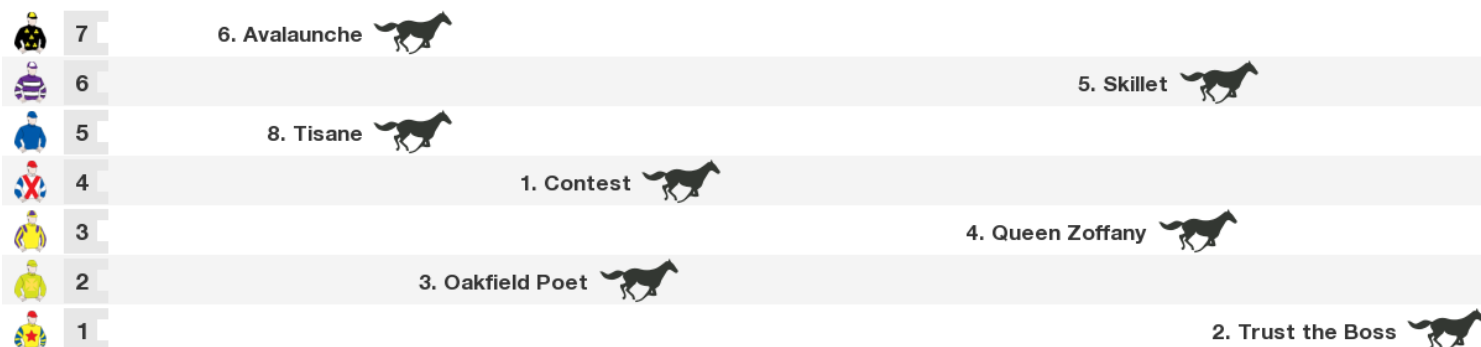 7 6. Avalaunche
6 5. Skillet
5 8. Tisane
4 1. Contest
3 4. Queen Zoffany
2 3. Oakfield Poet
1 2. Trust the Boss